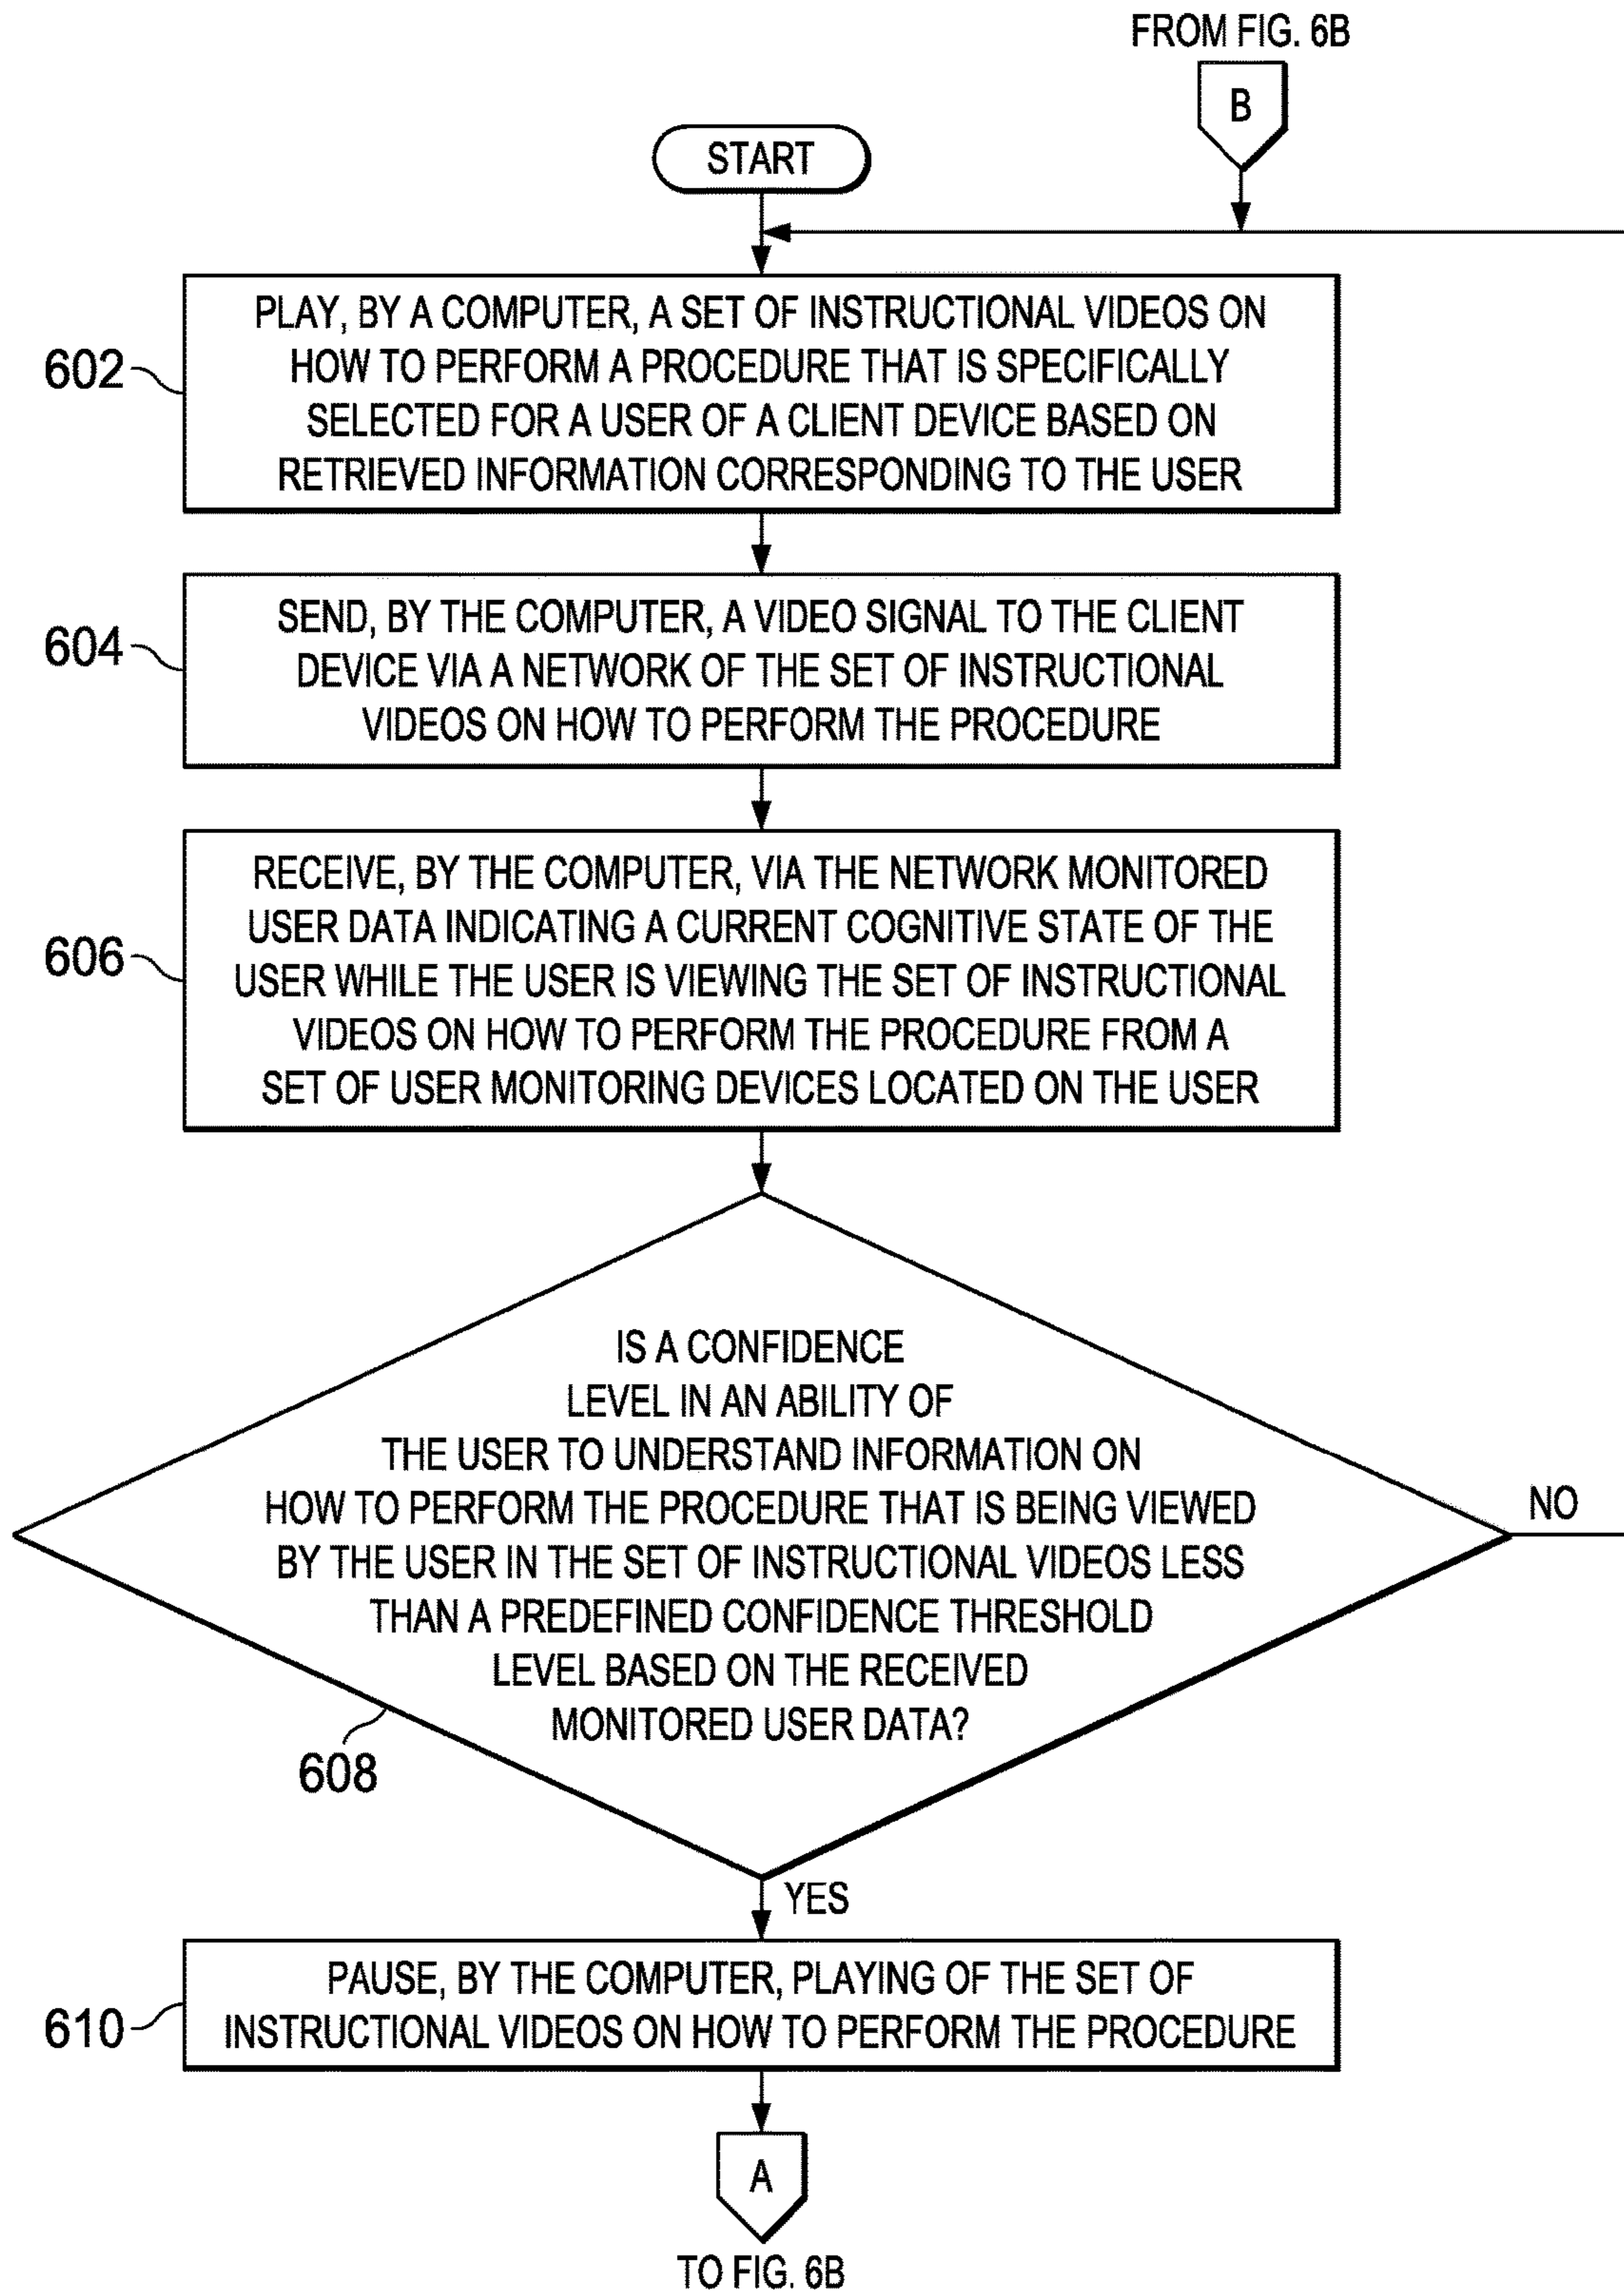 FROM FIG. 6B
B
START
602
PLAY, BY A COMPUTER, A SET OF INSTRUCTIONAL VIDEOS ON
HOW TO PERFORM A PROCEDURE THAT IS SPECIFICALLY
SELECTED FOR A USER OF A CLIENT DEVICE BASED ON
RETRIEVED INFORMATION CORRESPONDING TO THE USER
604
SEND, BY THE COMPUTER, A VIDEO SIGNAL TO THE CLIENT
DEVICE VIA A NETWORK OF THE SET OF INSTRUCTIONAL
VIDEOS ON HOW TO PERFORM THE PROCEDURE
606
RECEIVE, BY THE COMPUTER, VIA THE NETWORK MONITORED
USER DATA INDICATING A CURRENT COGNITIVE STATE OF THE
USER WHILE THE USER IS VIEWING THE SET OF INSTRUCTIONAL
VIDEOS ON HOW TO PERFORM THE PROCEDURE FROM A
SET OF USER MONITORING DEVICES LOCATED ON THE USER
IS A CONFIDENCE
LEVEL IN AN ABILITY OF
THE USER TO UNDERSTAND INFORMATION ON
HOW TO PERFORM THE PROCEDURE THAT IS BEING VIEWED
BY THE USER IN THE SET OF INSTRUCTIONAL VIDEOS LESS
THAN A PREDEFINED CONFIDENCE THRESHOLD
LEVEL BASED ON THE RECEIVED
MONITORED USER DATA?
NO
608
YES
610
PAUSE, BY THE COMPUTER, PLAYING OF THE SET OF
INSTRUCTIONAL VIDEOS ON HOW TO PERFORM THE PROCEDURE
A
TO FIG. 6B